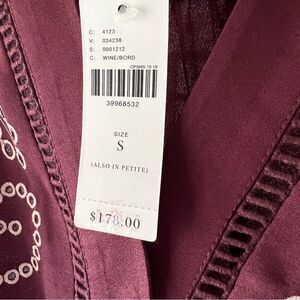 C: 4123
V: 034238
S: 0001212
C: WINE/BORD
39968532
SIZE
S
(ALSO IN PETITE)
$178.00